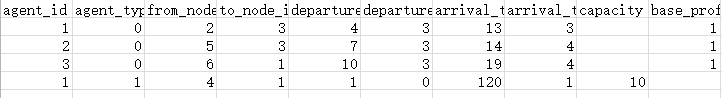 agent_id agent_typ from_node to_node_i departure departure arrival_t arrival_t capacity base_prof
1 0 2 3 4 3 13 3 1
2 0 5 3 7 3 14 4 1
3 0 6 1 10 3 19 4 1
1 1 4 1 1 0 120 1 10